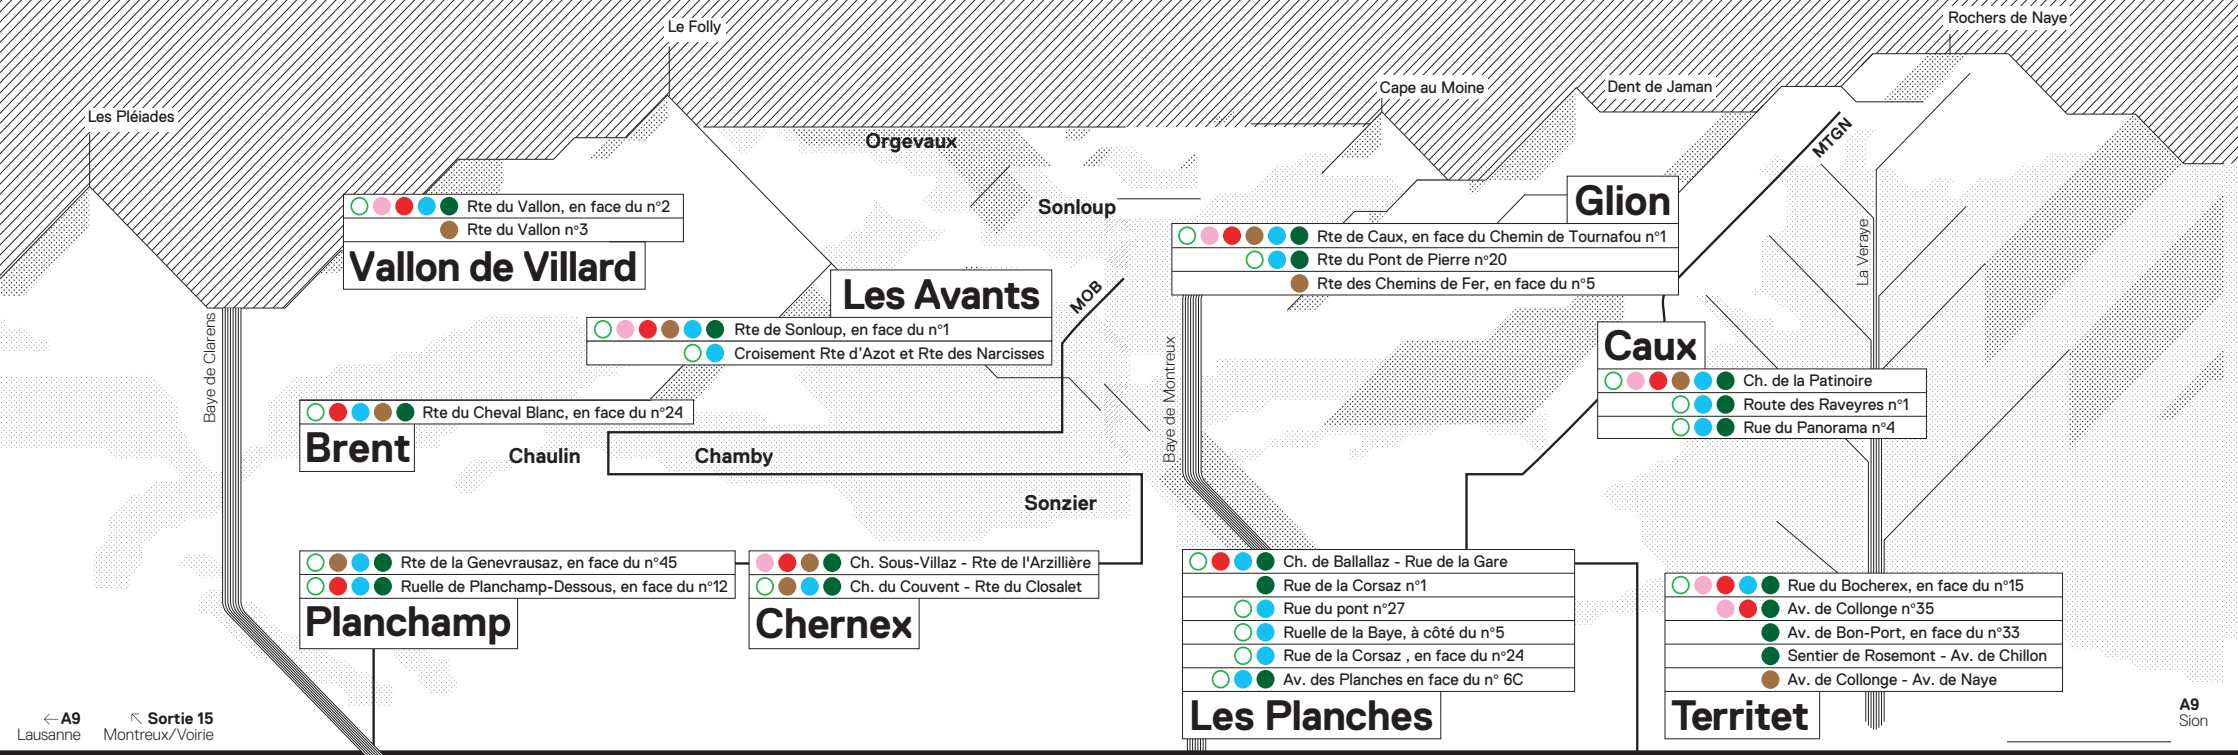 Rochers de Naye
Le Folly
Cape au Moine
Dent de Jaman
Les Pléiades
Orgevaux
MTGN
Sonloup
Rte du Vallon, en face du n°2
Rte du Vallon n°3
Vallon de Villard
Glion
Rte de Caux, en face du Chemin de Tournafou n°1
Rte du Pont de Pierre n°20
Rte des Chemins de Fer, en face du n°5
La Veraye
Les Avants
Rte de Sonloup, en face du n°1
Croisement Rte d'Azot et Rte des Narcisses
MOB
Baye de Clarens
Baye de Montreux
Caux
Ch. de la Patinoire
Route des Raveyres n°1
Rue du Panorama n°4
Rte du Cheval Blanc, en face du n°24
Brent
Chaulin
Chamby
Sonzier
Rte de la Genevrausaz, en face du n°45
Ruelle de Planchamp-Dessous, en face du n°12
Planchamp
Ch. Sous-Villaz - Rte de l'Arzillière
Ch. du Couvent - Rte du Closalet
Chernex
Ch. de Ballallaz - Rue de la Gare
Rue de la Corsaz n°1
Rue du pont n°27
Ruelle de la Baye, à côté du n°5
Rue de la Corsaz , en face du n°24
Av. des Planches en face du n° 6C
Les Planches
Rue du Bocherex, en face du n°15
Av. de Collonge n°35
Av. de Bon-Port, en face du n°33
Sentier de Rosemont - Av. de Chillon
Av. de Collonge - Av. de Naye
Territet
←A9
Lausanne
↖ Sortie 15
Montreux/Voirie
A9
Sion